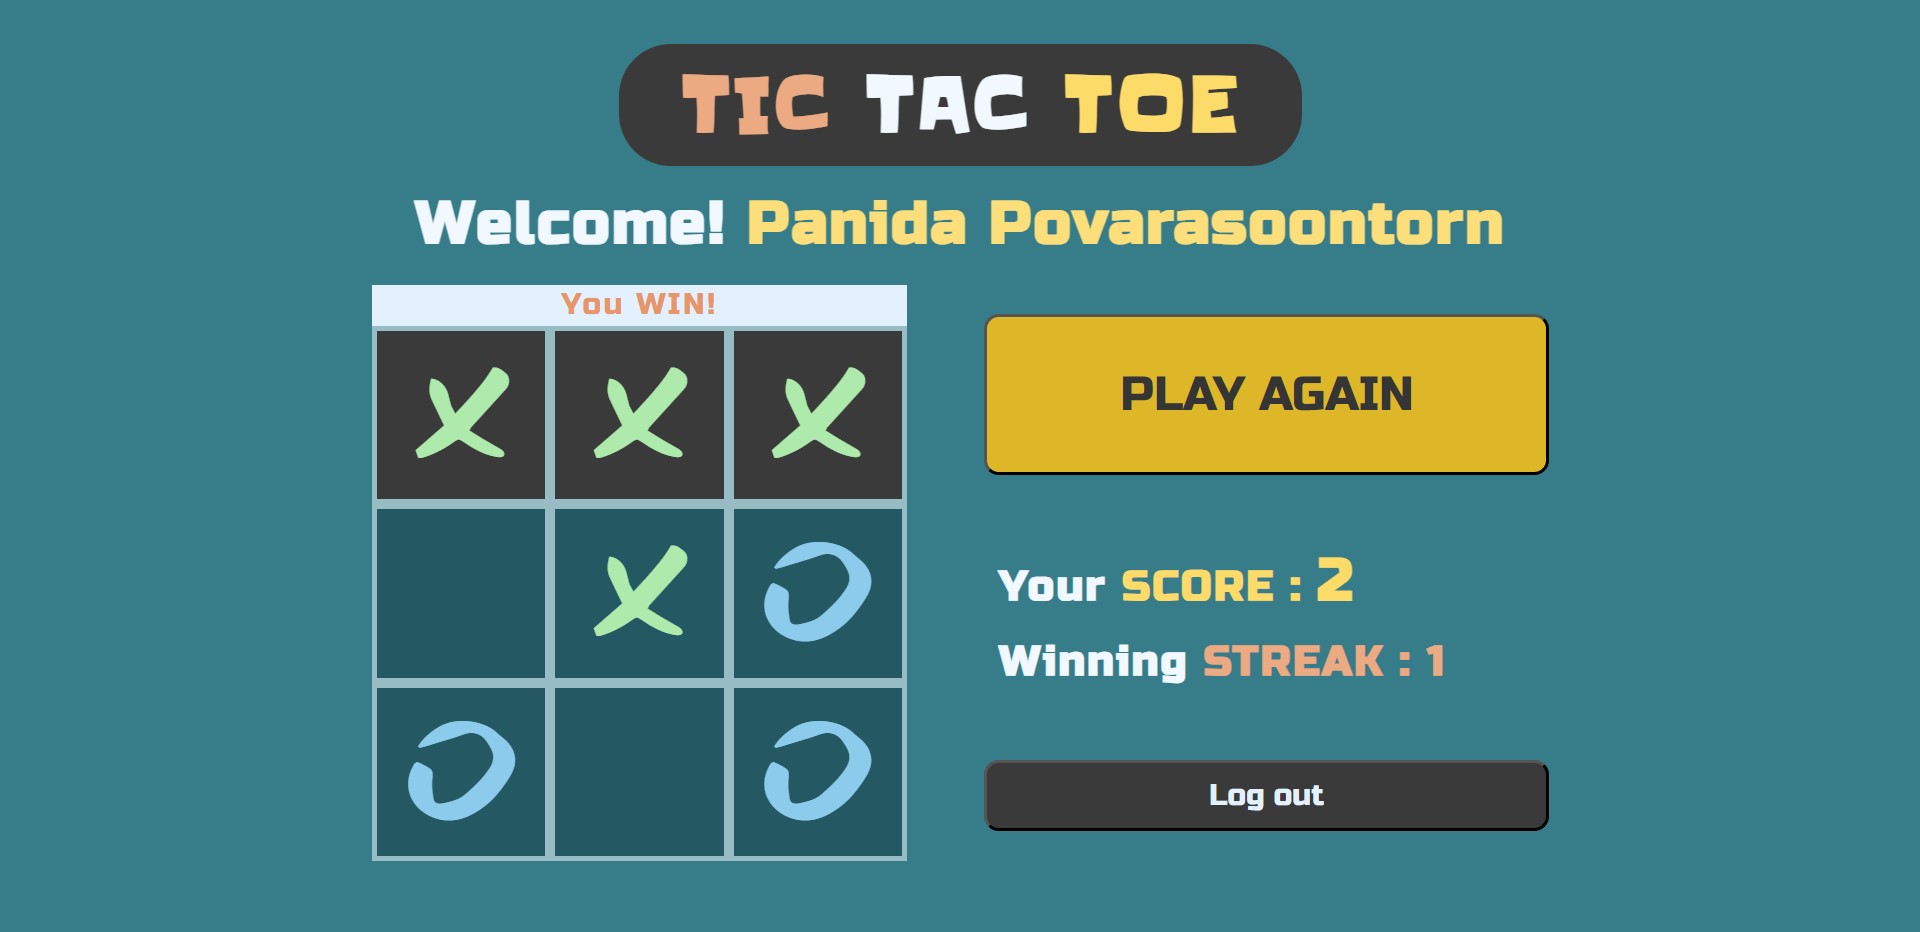 TIC TAC TOE
Welcome! Panida Povarasoontorn
You WIN!
X X X
X O
O O
PLAY AGAIN
Your SCORE : 2
Winning STREAK : 1
Log out